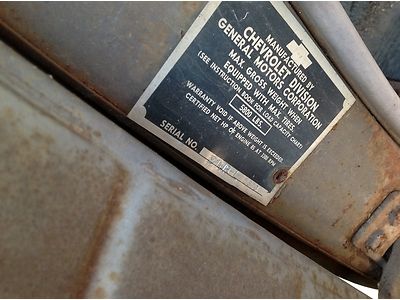 MANUFACTURED BY
CHEVROLET DIVISION
GENERAL MOTORS CORPORATION
MAX. GROSS WEIGHT WHEN
EQUIPPED WITH MAX. TIRES.
(SEE INSTRUCTION BOOK FOR LOAD CAPACITY CHART)
5800 LBS.
WARRANTY VOID IF ABOVE WEIGHT IS EXCEEDED.
CERTIFIED NET HP OF ENGINE IS AT RPM
SERIAL NO.